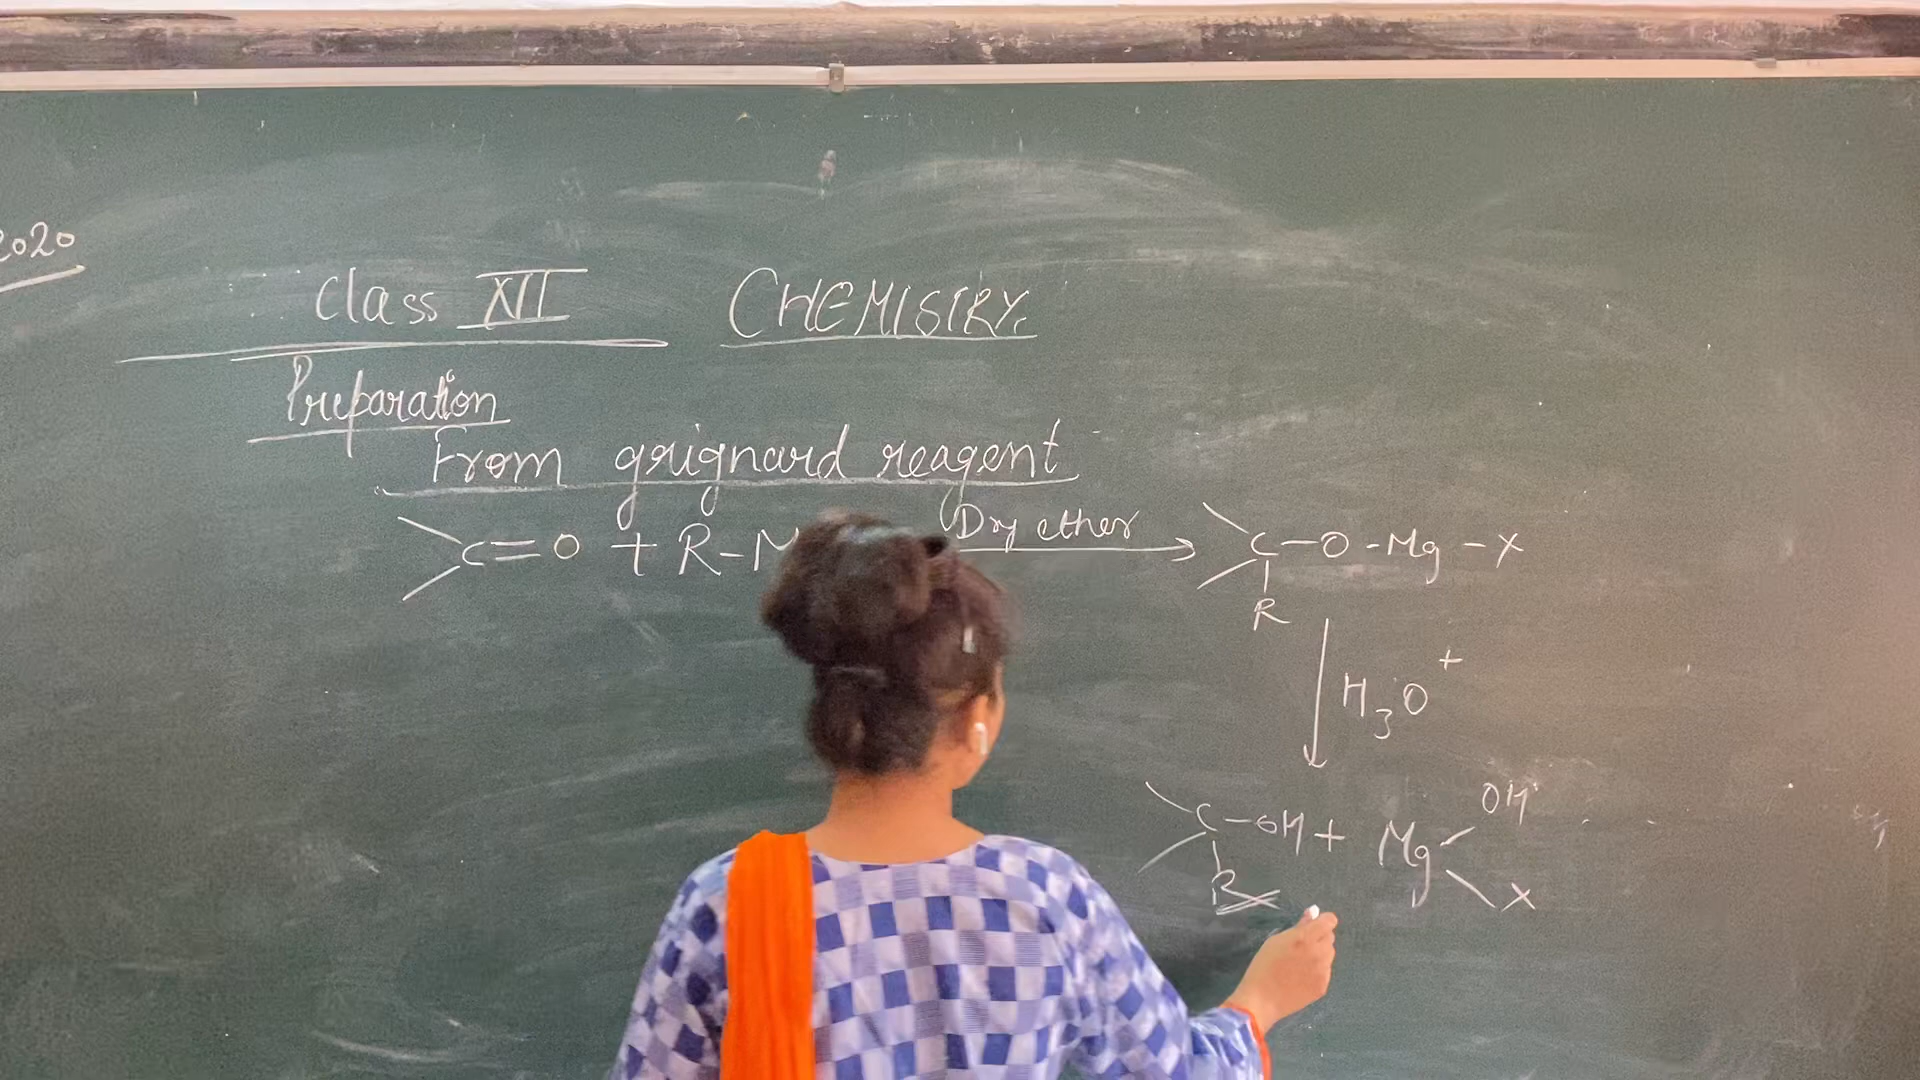 2020
Class XII CHEMISTRY
Preparation
From grignard reagent
C=O + R-M Dry ether → C-O-Mg-X
R
↓ H3O+
C-OH + Mg OH
R X